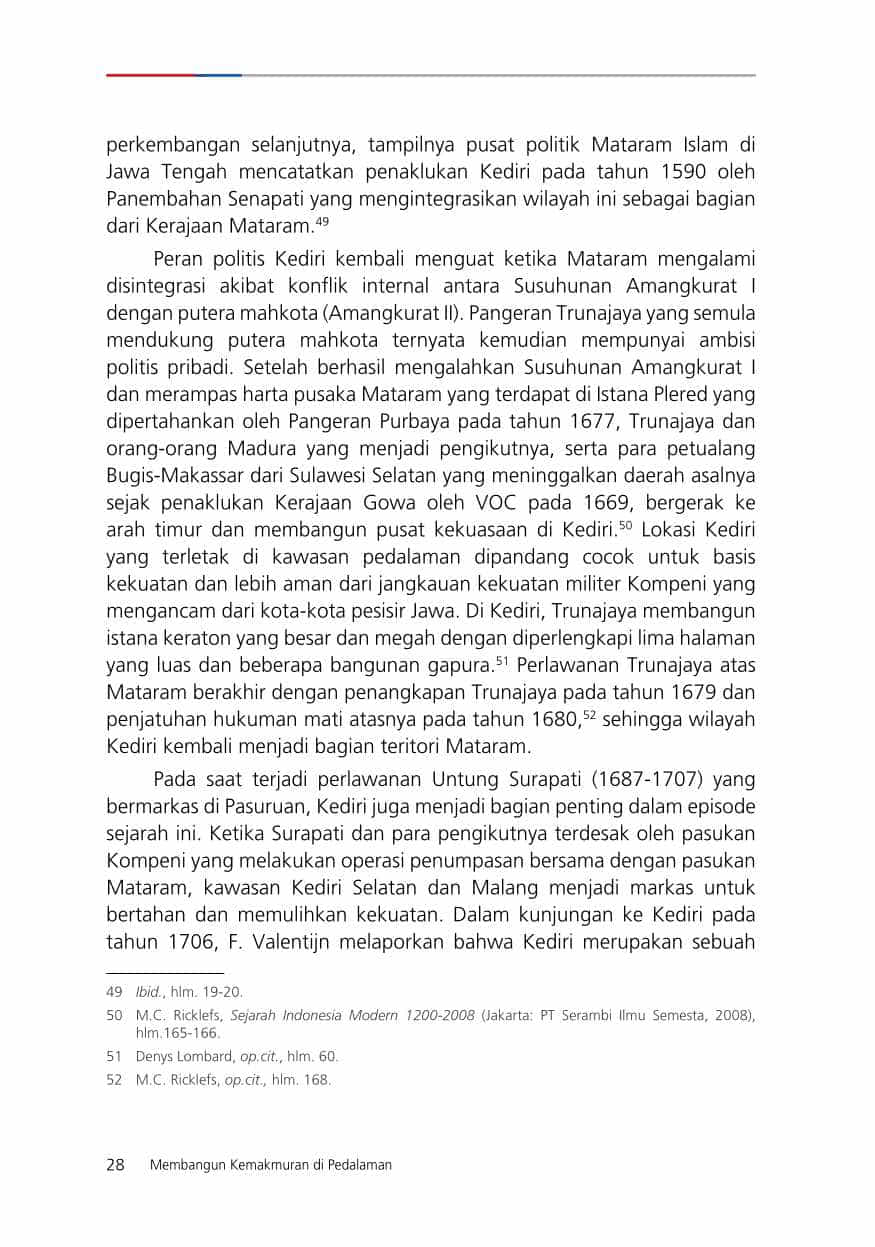 perkembangan selanjutnya, tampilnya pusat politik Mataram Islam di
Jawa Tengah mencatatkan penaklukan Kediri pada tahun 1590 oleh
Panembahan Senapati yang mengintegrasikan wilayah ini sebagai bagian
dari Kerajaan Mataram.49
Peran politis Kediri kembali menguat ketika Mataram mengalami
disintegrasi akibat konflik internal antara Susuhunan Amangkurat I
dengan putera mahkota (Amangkurat II). Pangeran Trunajaya yang semula
mendukung putera mahkota ternyata kemudian mempunyai ambisi
politis pribadi. Setelah berhasil mengalahkan Susuhunan Amangkurat I
dan merampas harta pusaka Mataram yang terdapat di Istana Plered yang
dipertahankan oleh Pangeran Purbaya pada tahun 1677, Trunajaya dan
orang-orang Madura yang menjadi pengikutnya, serta para petualang
Bugis-Makassar dari Sulawesi Selatan yang meninggalkan daerah asalnya
sejak penaklukan Kerajaan Gowa oleh VOC pada 1669, bergerak ke
arah timur dan membangun pusat kekuasaan di Kediri.50 Lokasi Kediri
yang terletak di kawasan pedalaman dipandang cocok untuk basis
kekuatan dan lebih aman dari jangkauan kekuatan militer Kompeni yang
mengancam dari kota-kota pesisir Jawa. Di Kediri, Trunajaya membangun
istana keraton yang besar dan megah dengan diperlengkapi lima halaman
yang luas dan beberapa bangunan gapura.51 Perlawanan Trunajaya atas
Mataram berakhir dengan penangkapan Trunajaya pada tahun 1679 dan
penjatuhan hukuman mati atasnya pada tahun 1680,52 sehingga wilayah
Kediri kembali menjadi bagian teritori Mataram.
Pada saat terjadi perlawanan Untung Surapati (1687-1707) yang
bermarkas di Pasuruan, Kediri juga menjadi bagian penting dalam episode
sejarah ini. Ketika Surapati dan para pengikutnya terdesak oleh pasukan
Kompeni yang melakukan operasi penumpasan bersama dengan pasukan
Mataram, kawasan Kediri Selatan dan Malang menjadi markas untuk
bertahan dan memulihkan kekuatan. Dalam kunjungan ke Kediri pada
tahun 1706, F. Valentijn melaporkan bahwa Kediri merupakan sebuah
49 Ibid., hlm. 19-20.
50 M.C. Ricklefs, Sejarah Indonesia Modern 1200-2008 (Jakarta: PT Serambi Ilmu Semesta, 2008),
hlm.165-166.
51 Denys Lombard, op.cit., hlm. 60.
52 M.C. Ricklefs, op.cit., hlm. 168.
28 Membangun Kemakmuran di Pedalaman